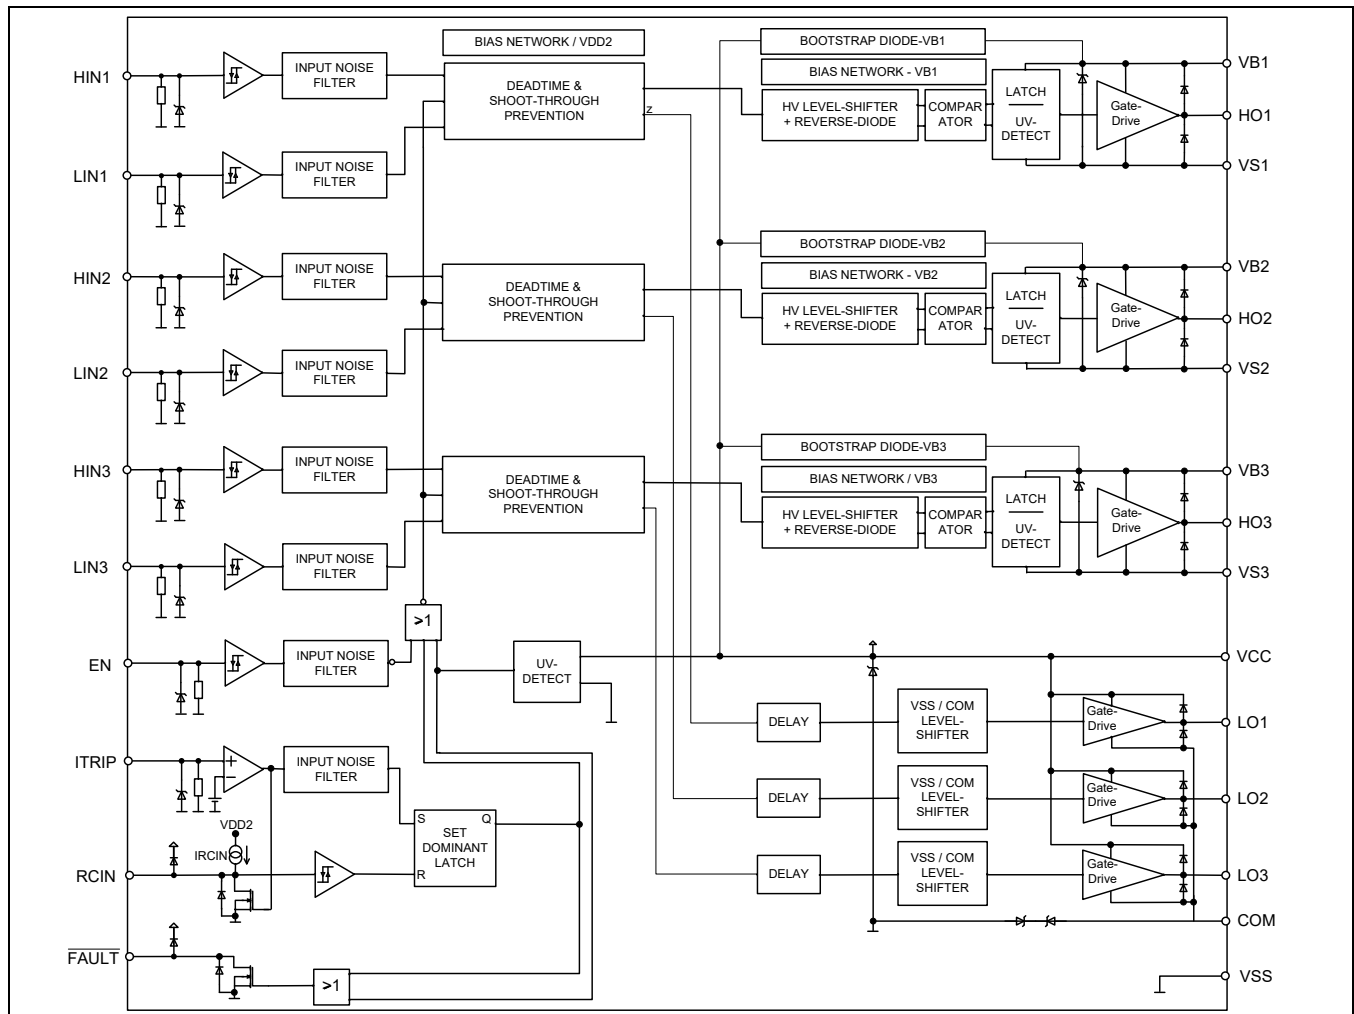 BIAS NETWORK / VDD2
BOOTSTRAP DIODE-VB1
HIN1
INPUT NOISE
FILTER
DEADTIME &
SHOOT-THROUGH
PREVENTION
Z
BIAS NETWORK - VB1
HV LEVEL-SHIFTER
+ REVERSE-DIODE
COMPAR
ATOR
LATCH
UV-
DETECT
Gate-
Drive
VB1
HO1
VS1
LIN1
INPUT NOISE
FILTER
BOOTSTRAP DIODE-VB2
HIN2
INPUT NOISE
FILTER
DEADTIME &
SHOOT-THROUGH
PREVENTION
BIAS NETWORK - VB2
HV LEVEL-SHIFTER
+ REVERSE-DIODE
COMPAR
ATOR
LATCH
UV-
DETECT
Gate-
Drive
VB2
HO2
VS2
LIN2
INPUT NOISE
FILTER
BOOTSTRAP DIODE-VB3
HIN3
INPUT NOISE
FILTER
DEADTIME &
SHOOT-THROUGH
PREVENTION
BIAS NETWORK / VB3
HV LEVEL-SHIFTER
+ REVERSE-DIODE
COMPAR
ATOR
LATCH
UV-
DETECT
Gate-
Drive
VB3
HO3
VS3
LIN3
INPUT NOISE
FILTER
>1
EN
INPUT NOISE
FILTER
UV-
DETECT
VCC
DELAY
VSS / COM
LEVEL-
SHIFTER
Gate-
Drive
LO1
ITRIP
+
−
INPUT NOISE
FILTER
DELAY
VSS / COM
LEVEL-
SHIFTER
Gate-
Drive
LO2
VDD2
IRCIN
S
Q
SET
DOMINANT
LATCH
R
RCIN
DELAY
VSS / COM
LEVEL-
SHIFTER
Gate-
Drive
LO3
COM
FAULT
>1
VSS